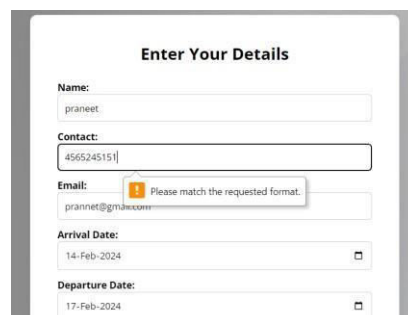 Enter Your Details
Name:
praneet
Contact:
4565245151
Please match the requested format.
Email:
prannet@gmail.com
Arrival Date:
14-Feb-2024
Departure Date:
17-Feb-2024